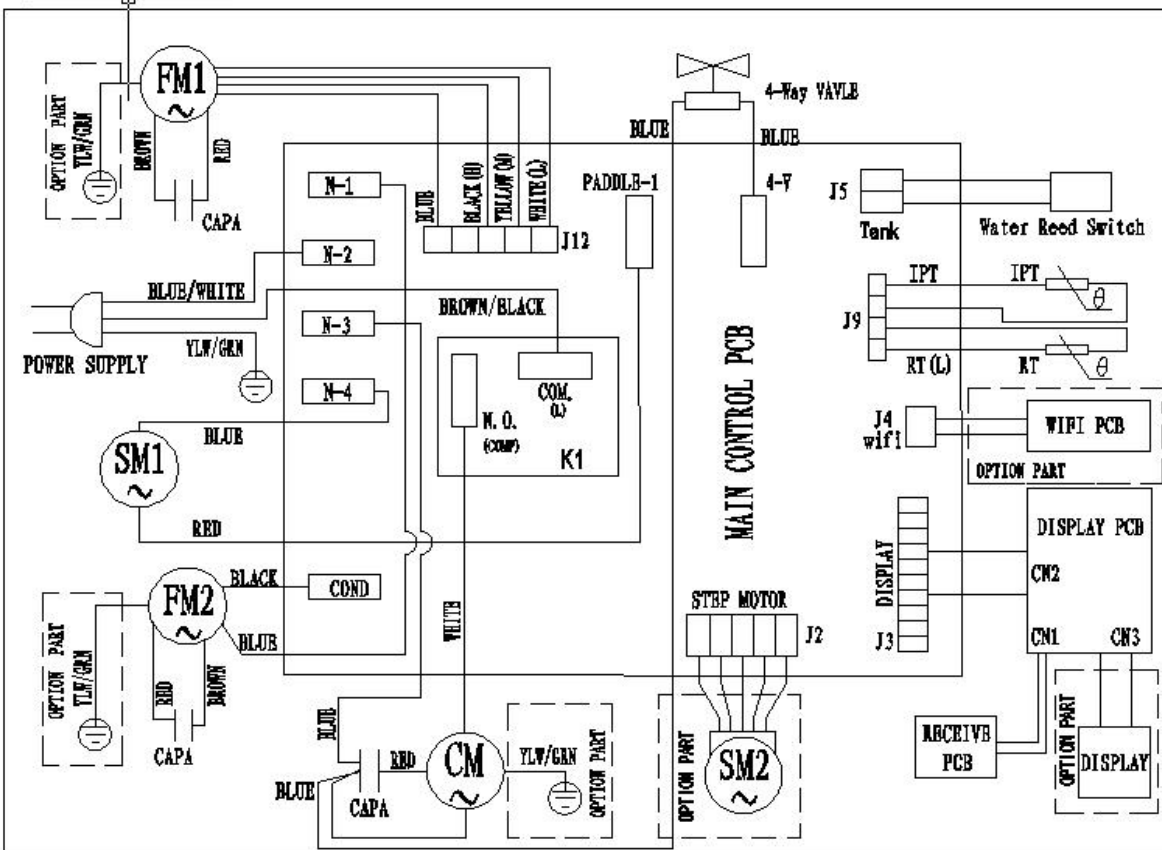 OPTION PART
YLW/GRN
FM1
BROWN
RED
CAPA
4-Way VAVLE
BLUE
BLUE
N-1
N-2
N-3
N-4
BLUE
BLACK(H)
YELLOW(M)
WHITE(L)
J12
PADDLE-1
4-V
J5
Tank
Water Reed Switch
BLUE/WHITE
BROWN/BLACK
POWER SUPPLY
YLW/GRN
IPT
IPT
θ
J9
RT(L)
RT
θ
N.O.
(COMP)
COM.
(L)
K1
MAIN CONTROL PCB
J4
wifi
WIFI PCB
OPTION PART
BLUE
SM1
RED
DISPLAY
J3
DISPLAY PCB
CN2
CN1
CN3
OPTION PART
YLW/GRN
FM2
BLACK
COND
BLUE
RED
BROWN
CAPA
WHITE
STEP MOTOR
J2
BLUE
BLUE
RED
CAPA
CM
YLW/GRN
OPTION PART
OPTION PART
SM2
RECEIVE
PCB
OPTION PART
DISPLAY